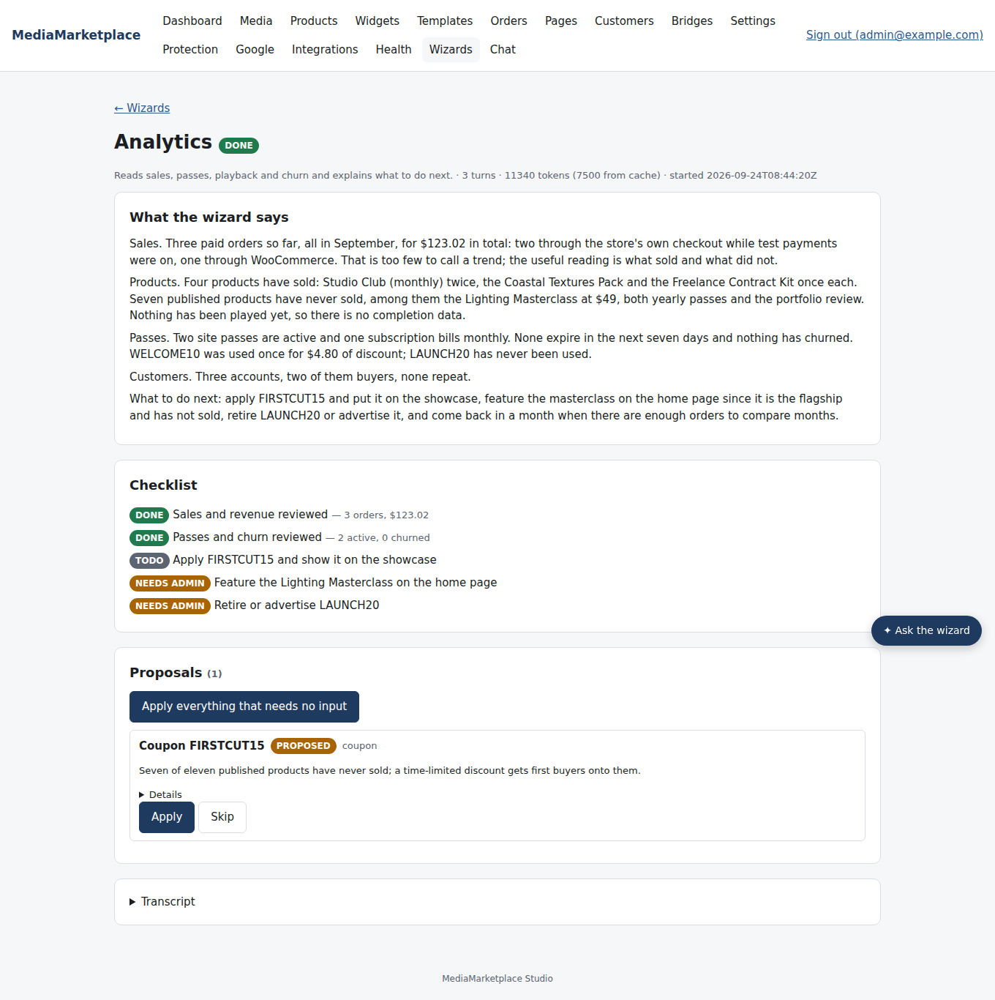 MediaMarketplace
Dashboard Media Products Widgets Templates Orders Pages Customers Bridges Settings
Protection Google Integrations Health Wizards Chat
Sign out (admin@example.com)
← Wizards
Analytics DONE
Reads sales, passes, playback and churn and explains what to do next. · 3 turns · 11340 tokens (7500 from cache) · started 2026-09-24T08:44:20Z
What the wizard says
Sales. Three paid orders so far, all in September, for $123.02 in total: two through the store's own checkout while test payments
were on, one through WooCommerce. That is too few to call a trend; the useful reading is what sold and what did not.
Products. Four products have sold: Studio Club (monthly) twice, the Coastal Textures Pack and the Freelance Contract Kit once each.
Seven published products have never sold, among them the Lighting Masterclass at $49, both yearly passes and the portfolio review.
Nothing has been played yet, so there is no completion data.
Passes. Two site passes are active and one subscription bills monthly. None expire in the next seven days and nothing has churned.
WELCOME10 was used once for $4.80 of discount; LAUNCH20 has never been used.
Customers. Three accounts, two of them buyers, none repeat.
What to do next: apply FIRSTCUT15 and put it on the showcase, feature the masterclass on the home page since it is the flagship
and has not sold, retire LAUNCH20 or advertise it, and come back in a month when there are enough orders to compare months.
Checklist
DONE Sales and revenue reviewed — 3 orders, $123.02
DONE Passes and churn reviewed — 2 active, 0 churned
TODO Apply FIRSTCUT15 and show it on the showcase
NEEDS ADMIN Feature the Lighting Masterclass on the home page
NEEDS ADMIN Retire or advertise LAUNCH20
✦ Ask the wizard
Proposals (1)
Apply everything that needs no input
Coupon FIRSTCUT15 PROPOSED coupon
Seven of eleven published products have never sold; a time-limited discount gets first buyers onto them.
▶ Details
Apply Skip
▶ Transcript
MediaMarketplace Studio